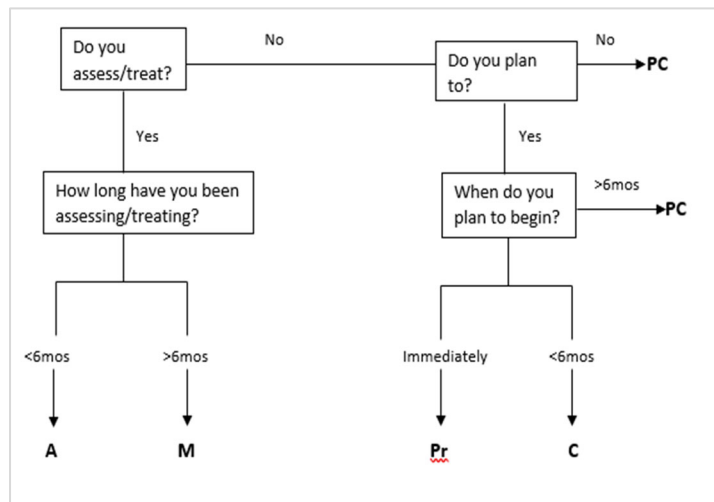 Do you
assess/treat?
No
Do you plan
to?
No
PC
Yes
Yes
How long have you been
assessing/treating?
When do you
plan to begin?
>6mos
PC
<6mos
>6mos
Immediately
<6mos
A
M
Pr
C